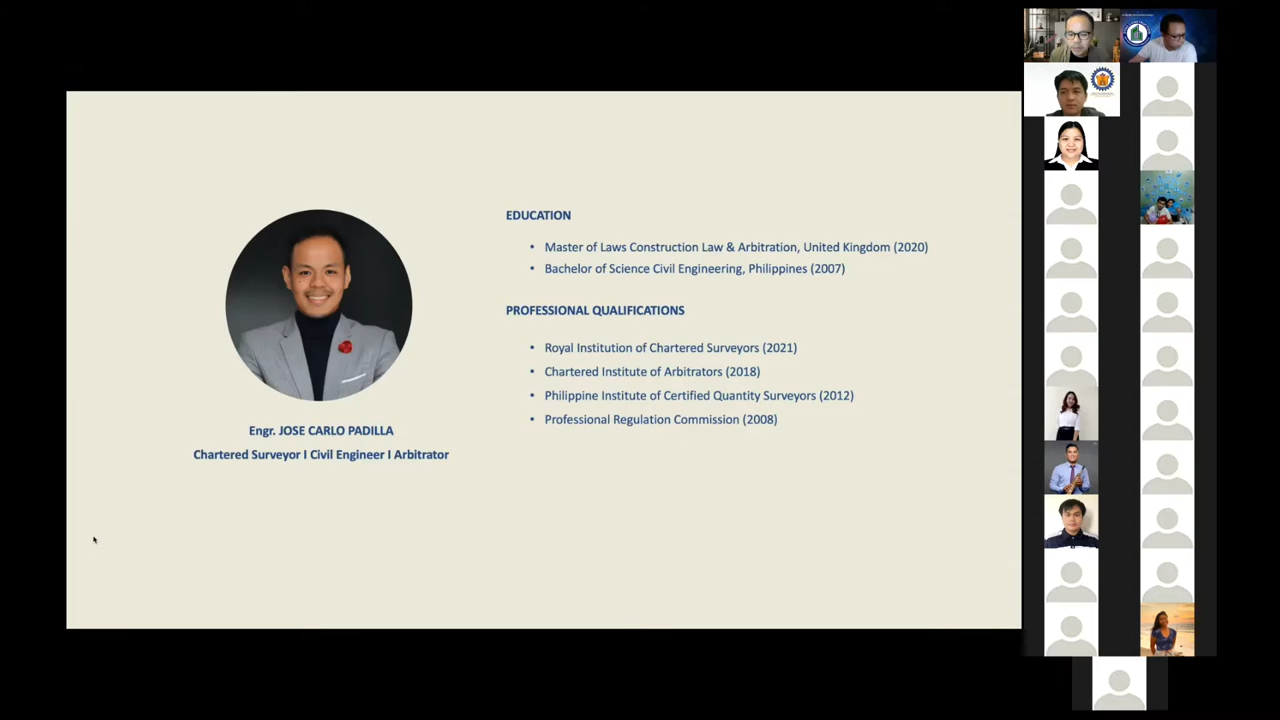 EDUCATION
• Master of Laws Construction Law & Arbitration, United Kingdom (2020)
• Bachelor of Science Civil Engineering, Philippines (2007)
PROFESSIONAL QUALIFICATIONS
• Royal Institution of Chartered Surveyors (2021)
• Chartered Institute of Arbitrators (2018)
• Philippine Institute of Certified Quantity Surveyors (2012)
• Professional Regulation Commission (2008)
Engr. JOSE CARLO PADILLA
Chartered Surveyor I Civil Engineer I Arbitrator